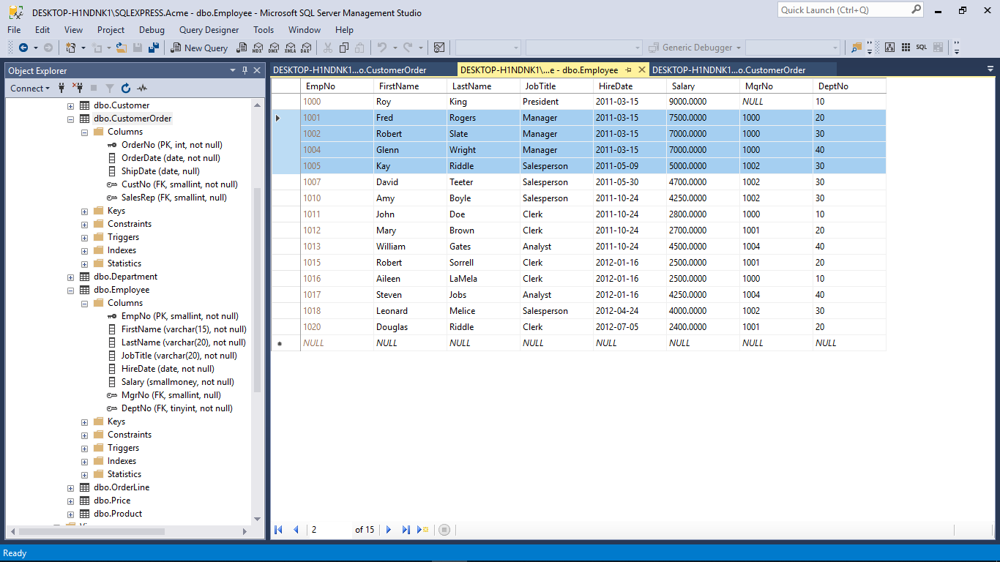 DESKTOP-H1NDNK1\SQLEXPRESS.Acme - dbo.Employee - Microsoft SQL Server Management Studio
Quick Launch (Ctrl+Q)
File Edit View Project Debug Query Designer Tools Window Help
New Query MDX DMX XMLA DAX Generic Debugger SQL
Object Explorer
Connect
dbo.Customer
dbo.CustomerOrder
Columns
OrderNo (PK, int, not null)
OrderDate (date, not null)
ShipDate (date, null)
CustNo (FK, smallint, not null)
SalesRep (FK, smallint, null)
Keys
Constraints
Triggers
Indexes
Statistics
dbo.Department
dbo.Employee
Columns
EmpNo (PK, smallint, not null)
FirstName (varchar(15), not null)
LastName (varchar(20), not null)
JobTitle (varchar(20), not null)
HireDate (date, not null)
Salary (smallmoney, not null)
MgrNo (FK, smallint, null)
DeptNo (FK, tinyint, not null)
Keys
Constraints
Triggers
Indexes
Statistics
dbo.OrderLine
dbo.Price
dbo.Product
DESKTOP-H1NDNK1\SQ...o.CustomerOrder DESKTOP-H1NDNK1\...e - dbo.Employee DESKTOP-H1NDNK1...o.CustomerOrder
EmpNo FirstName LastName JobTitle HireDate Salary MgrNo DeptNo
1000 Roy King President 2011-03-15 9000.0000 NULL 10
1001 Fred Rogers Manager 2011-03-15 7500.0000 1000 20
1002 Robert Slate Manager 2011-03-15 7000.0000 1000 30
1004 Glenn Wright Manager 2011-03-15 7000.0000 1000 40
1005 Kay Riddle Salesperson 2011-05-09 5000.0000 1002 30
1007 David Teeter Salesperson 2011-05-30 4700.0000 1002 30
1010 Amy Boyle Salesperson 2011-10-24 4250.0000 1002 30
1011 John Doe Clerk 2011-10-24 2800.0000 1000 10
1012 Mary Brown Clerk 2011-10-24 2700.0000 1001 20
1013 William Gates Analyst 2011-10-24 4500.0000 1004 40
1015 Robert Sorrell Clerk 2012-01-16 2500.0000 1001 20
1016 Aileen LaMela Clerk 2012-01-16 2500.0000 1000 10
1017 Steven Jobs Analyst 2012-01-16 4250.0000 1004 40
1018 Leonard Melice Salesperson 2012-04-24 4000.0000 1002 30
1020 Douglas Riddle Clerk 2012-07-05 2400.0000 1001 20
NULL NULL NULL NULL NULL NULL NULL NULL
2 of 15
Ready